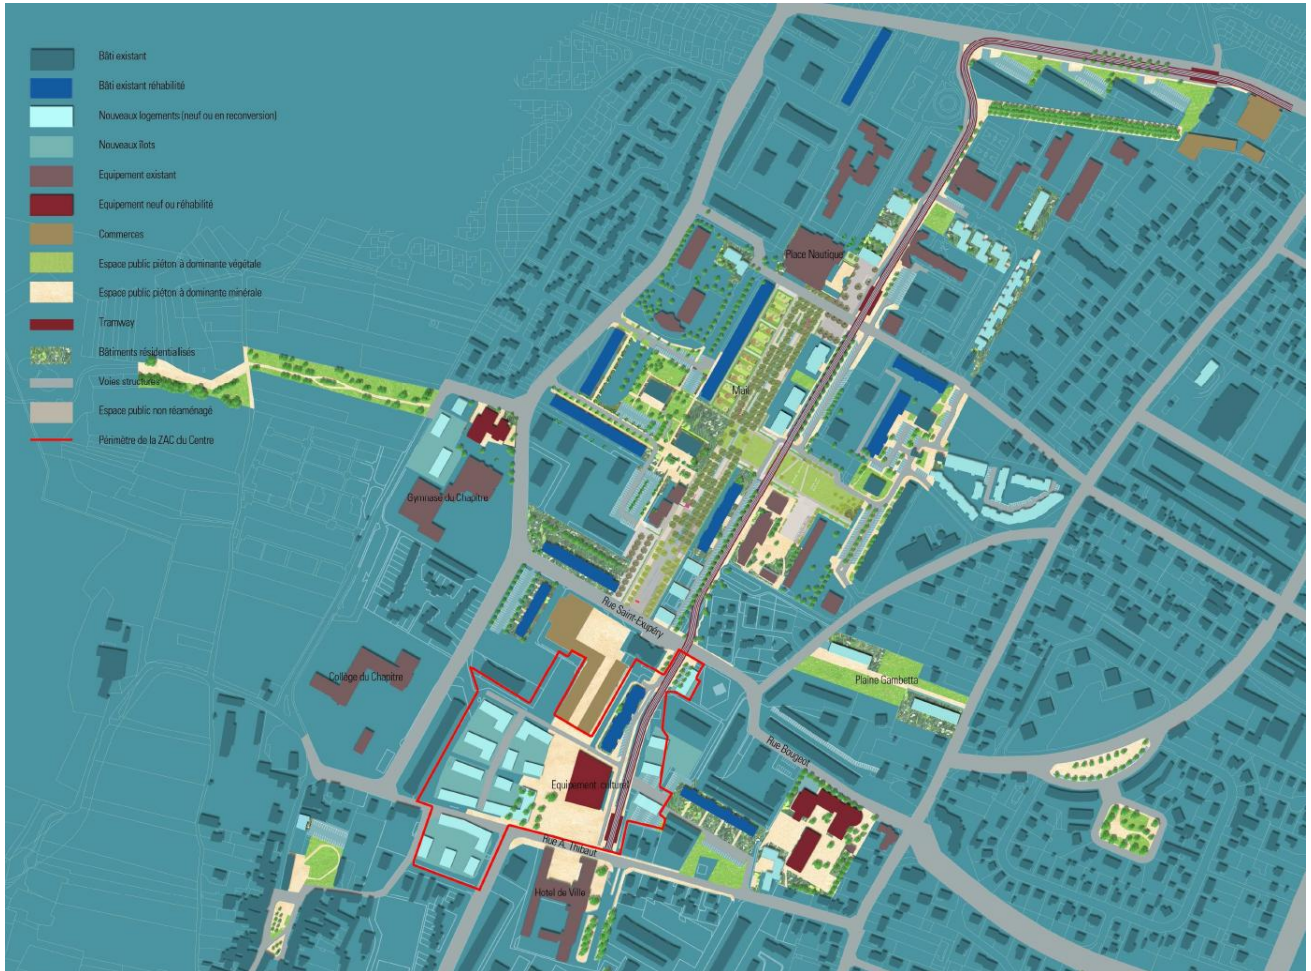 Bâti existant
Bâti existant réhabilité
Nouveaux logements (neuf ou en reconversion)
Nouveaux îlots
Equipement existant
Equipement neuf ou réhabilité
Commerces
Espace public piéton à dominante végétale
Espace public piéton à dominante minérale
Tramway
Bâtiments résidentialisés
Voies structures
Espace public non réaménagé
Périmètre de la ZAC du Centre
Place Nautique
Mail
Gymnase du Chapitre
Rue Saint-Exupéry
Collège du Chapitre
Plaine Gambetta
Rue Bougeot
Equipement culturel
Rue A. Thibaut
Hotel de Ville